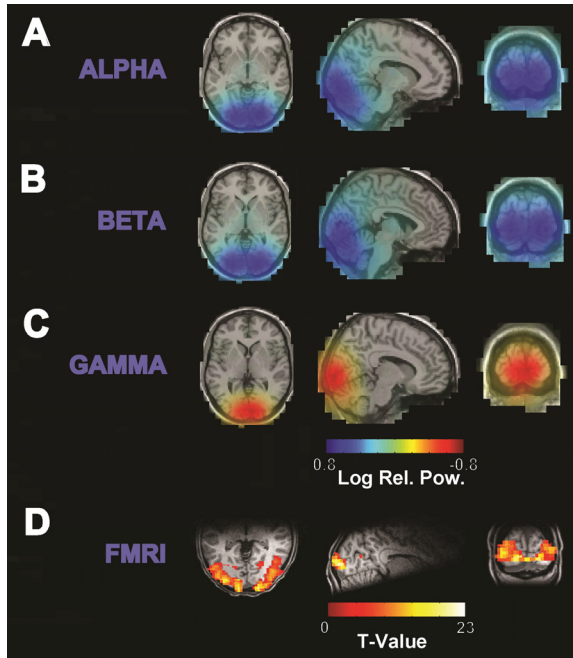 A
ALPHA
B
BETA
C
GAMMA
0.8 -0.8
Log Rel. Pow.
D
FMRI
0 23
T-Value